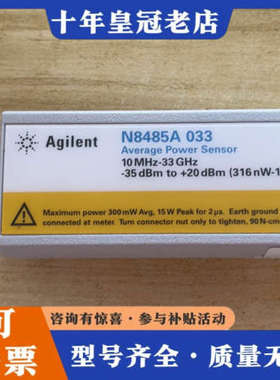 十年皇冠老店
Agilent
N8485A 033
Average Power Sensor
10 MHz-33 GHz
-35 dBm to +20 dBm (316 nW-1
Maximum power 300 mW Avg, 15 W Peak for 2 µs. Earth ground
connected at meter. Turn connector nut only to tighten, 90 N-cm
票
咨询有惊喜·参与补贴活动
型号齐全·质量无忧